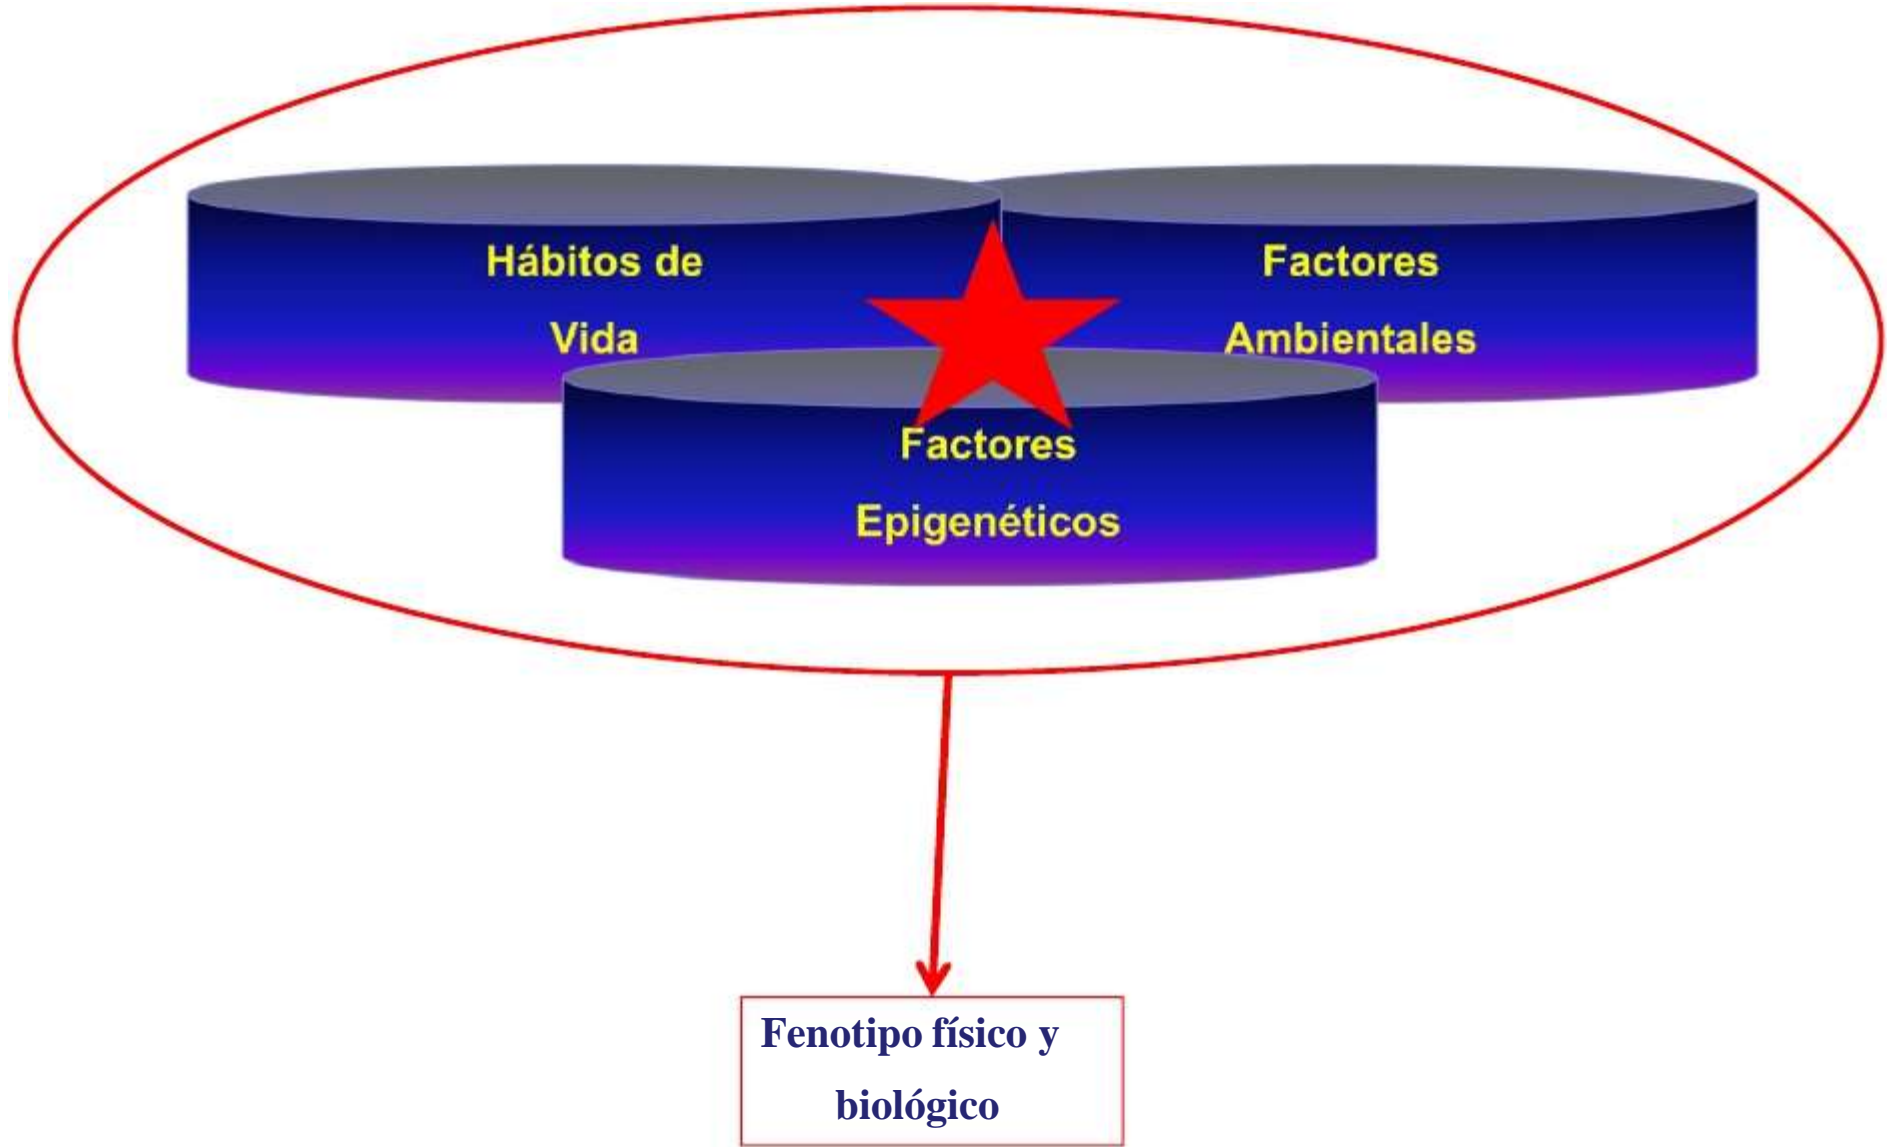 Hábitos de
Vida
Factores
Ambientales
Factores
Epigenéticos
Fenotipo físico y
biológico